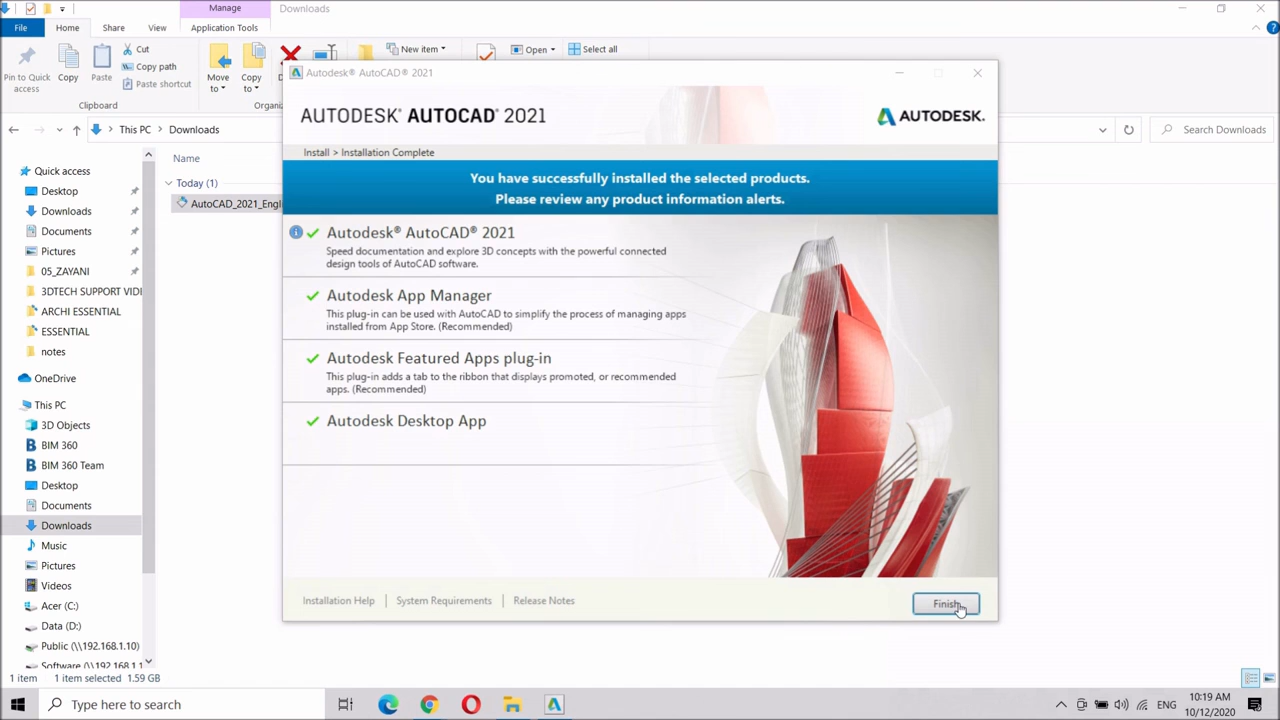 Manage
Downloads
File
Home
Share
View
Application Tools
Pin to Quick
access
Copy
Paste
Cut
Copy path
Paste shortcut
Clipboard
Move
to
Copy
to
New item
Open
Select all
This PC
Downloads
Search Downloads
Name
Today (1)
AutoCAD_2021_Engl
Quick access
Desktop
Downloads
Documents
Pictures
05_ZAYANI
3DTECH SUPPORT VID
ARCHI ESSENTIAL
ESSENTIAL
notes
OneDrive
This PC
3D Objects
BIM 360
BIM 360 Team
Desktop
Documents
Downloads
Music
Pictures
Videos
Acer (C:)
Data (D:)
Public (\\192.168.1.10)
Software (\\192.168.1.1
1 item
1 item selected 1.59 GB
Autodesk® AutoCAD® 2021
AUTODESK® AUTOCAD® 2021
AUTODESK.
Install > Installation Complete
You have successfully installed the selected products.
Please review any product information alerts.
Autodesk® AutoCAD® 2021
Speed documentation and explore 3D concepts with the powerful connected
design tools of AutoCAD software.
Autodesk App Manager
This plug-in can be used with AutoCAD to simplify the process of managing apps
installed from App Store. (Recommended)
Autodesk Featured Apps plug-in
This plug-in adds a tab to the ribbon that displays promoted, or recommended
apps. (Recommended)
Autodesk Desktop App
Installation Help
System Requirements
Release Notes
Finish
Type here to search
ENG
10:19 AM
10/12/2020